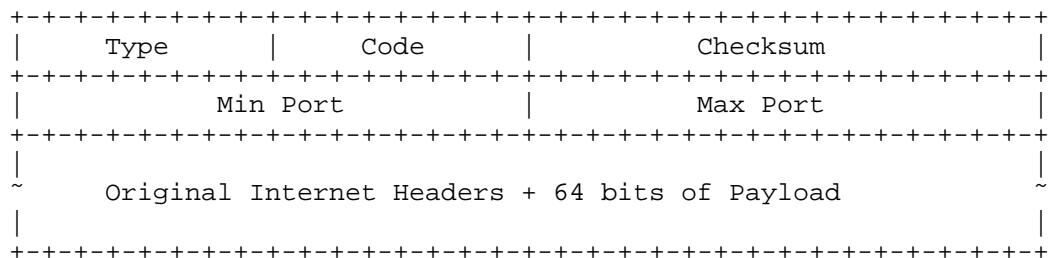 +-+-+-+-+-+-+-+-+-+-+-+-+-+-+-+-+-+-+-+-+-+-+-+-+-+-+-+-+-+-+-+-+
|     Type      |     Code      |          Checksum             |
+-+-+-+-+-+-+-+-+-+-+-+-+-+-+-+-+-+-+-+-+-+-+-+-+-+-+-+-+-+-+-+-+
|            Min Port           |          Max Port             |
+-+-+-+-+-+-+-+-+-+-+-+-+-+-+-+-+-+-+-+-+-+-+-+-+-+-+-+-+-+-+-+-+
|                                                               |
~     Original Internet Headers + 64 bits of Payload            ~
|                                                               |
+-+-+-+-+-+-+-+-+-+-+-+-+-+-+-+-+-+-+-+-+-+-+-+-+-+-+-+-+-+-+-+-+